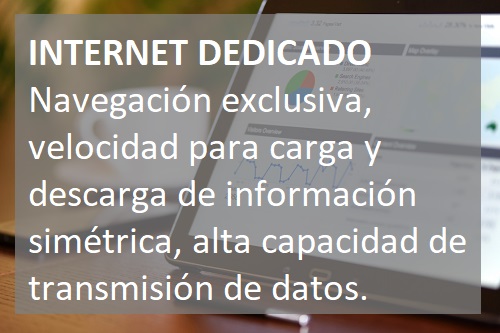 INTERNET DEDICADO
Navegación exclusiva,
velocidad para carga y
descarga de información
simétrica, alta capacidad de
transmisión de datos.